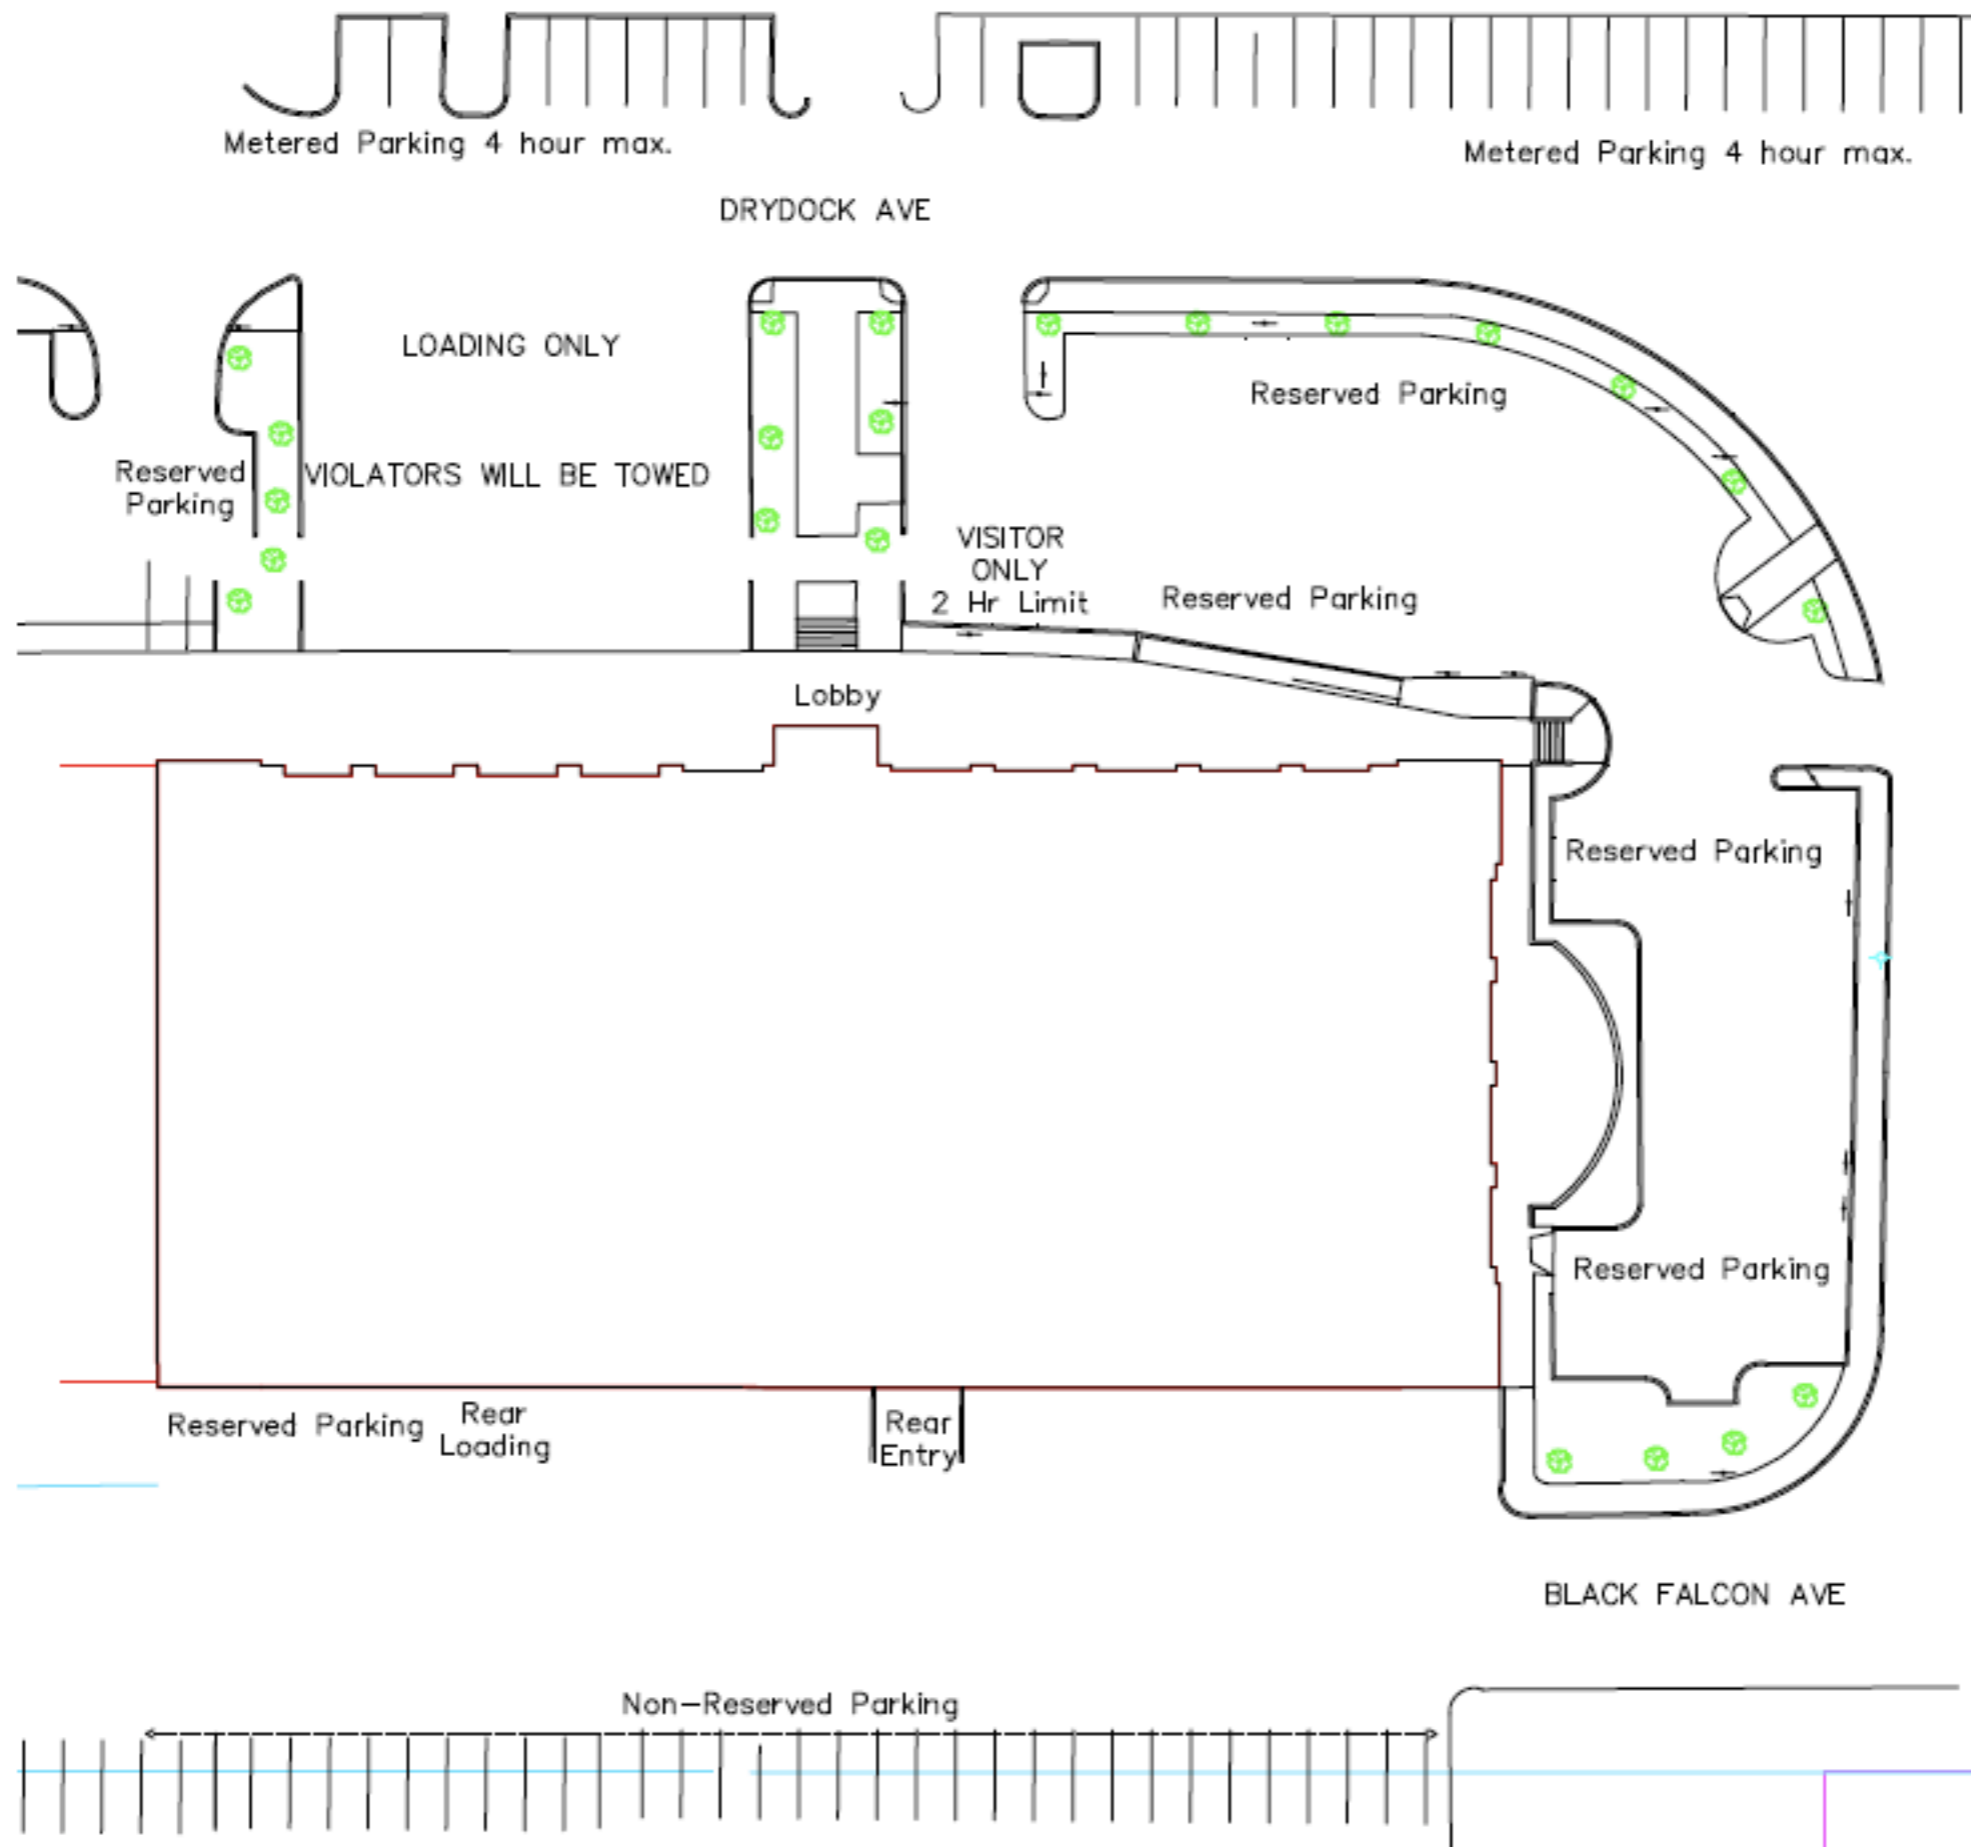 Metered Parking 4 hour max.
Metered Parking 4 hour max.
DRYDOCK AVE
LOADING ONLY
Reserved Parking
Reserved
Parking
VIOLATORS WILL BE TOWED
VISITOR
ONLY
2 Hr Limit
Reserved Parking
Lobby
Reserved Parking
Reserved Parking
Reserved Parking
Rear
Loading
Rear
Entry
BLACK FALCON AVE
Non-Reserved Parking